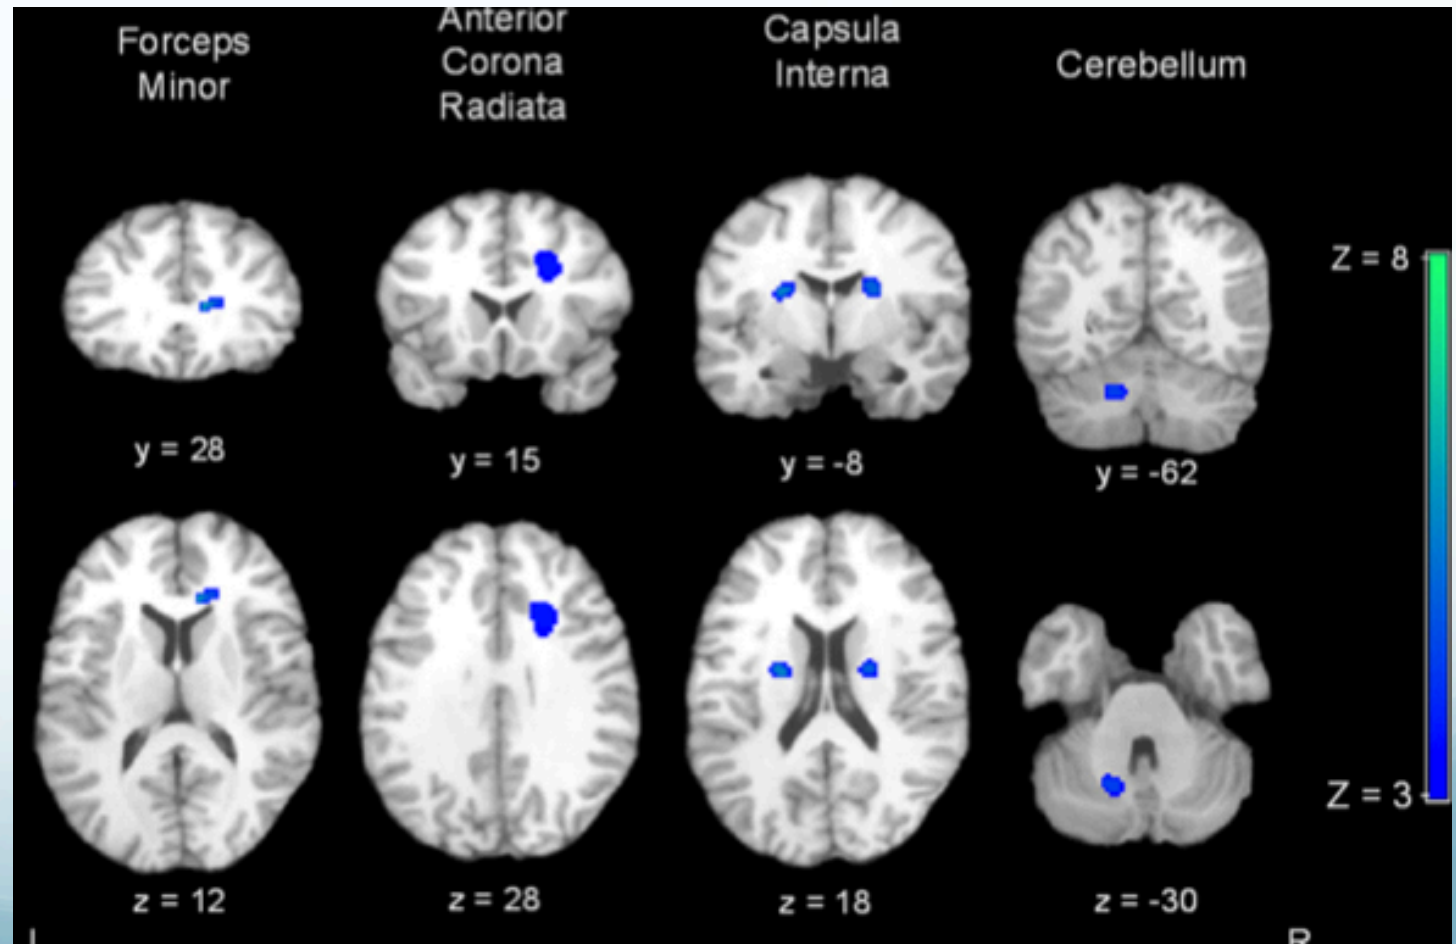 Forceps
Minor
Anterior
Corona
Radiata
Capsula
Interna
Cerebellum
Z = 8
y = 28
y = 15
y = -8
y = -62
Z = 3
z = 12
z = 28
z = 18
z = -30
L
R